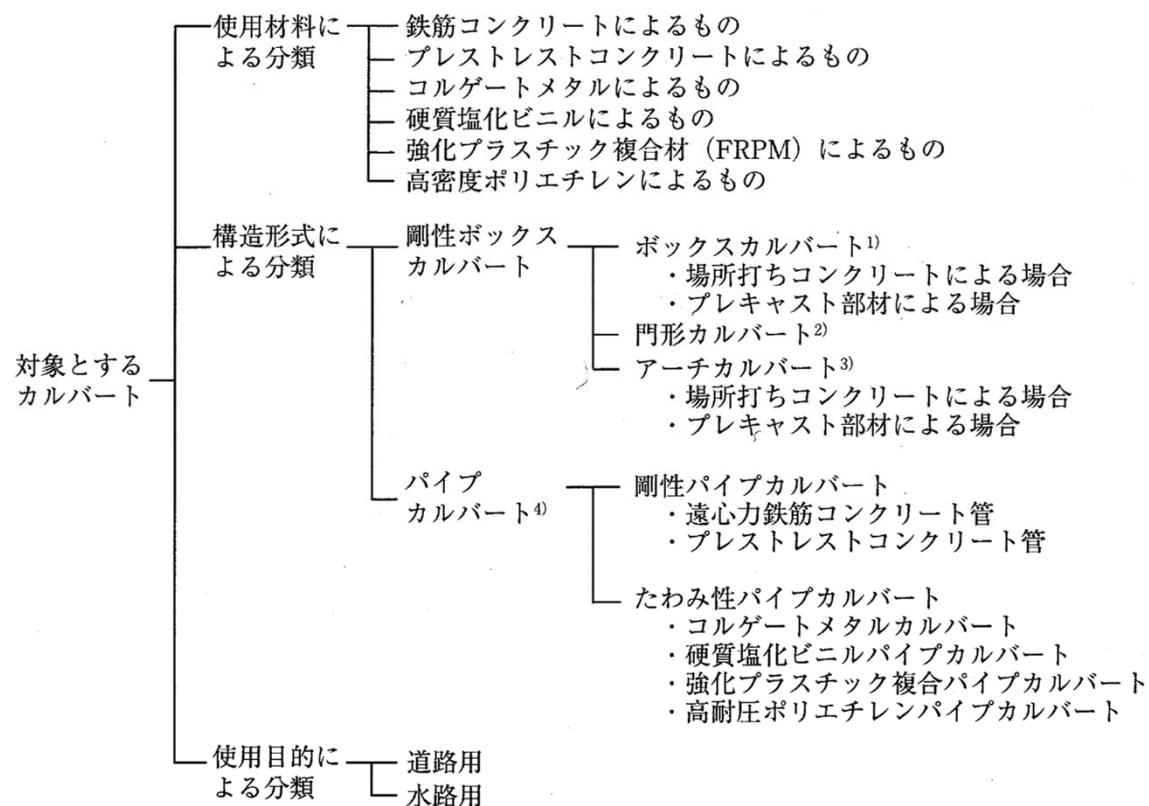 対象とする
カルバート
使用材料に
よる分類
鉄筋コンクリートによるもの
プレストレストコンクリートによるもの
コルゲートメタルによるもの
硬質塩化ビニルによるもの
強化プラスチック複合材（FRPM）によるもの
高密度ポリエチレンによるもの
構造形式に
よる分類
剛性ボックス
カルバート
ボックスカルバート1)
・場所打ちコンクリートによる場合
・プレキャスト部材による場合
門形カルバート2)
アーチカルバート3)
・場所打ちコンクリートによる場合
・プレキャスト部材による場合
パイプ
カルバート4)
剛性パイプカルバート
・遠心力鉄筋コンクリート管
・プレストレストコンクリート管
たわみ性パイプカルバート
・コルゲートメタルカルバート
・硬質塩化ビニルパイプカルバート
・強化プラスチック複合パイプカルバート
・高耐圧ポリエチレンパイプカルバート
使用目的に
よる分類
道路用
水路用